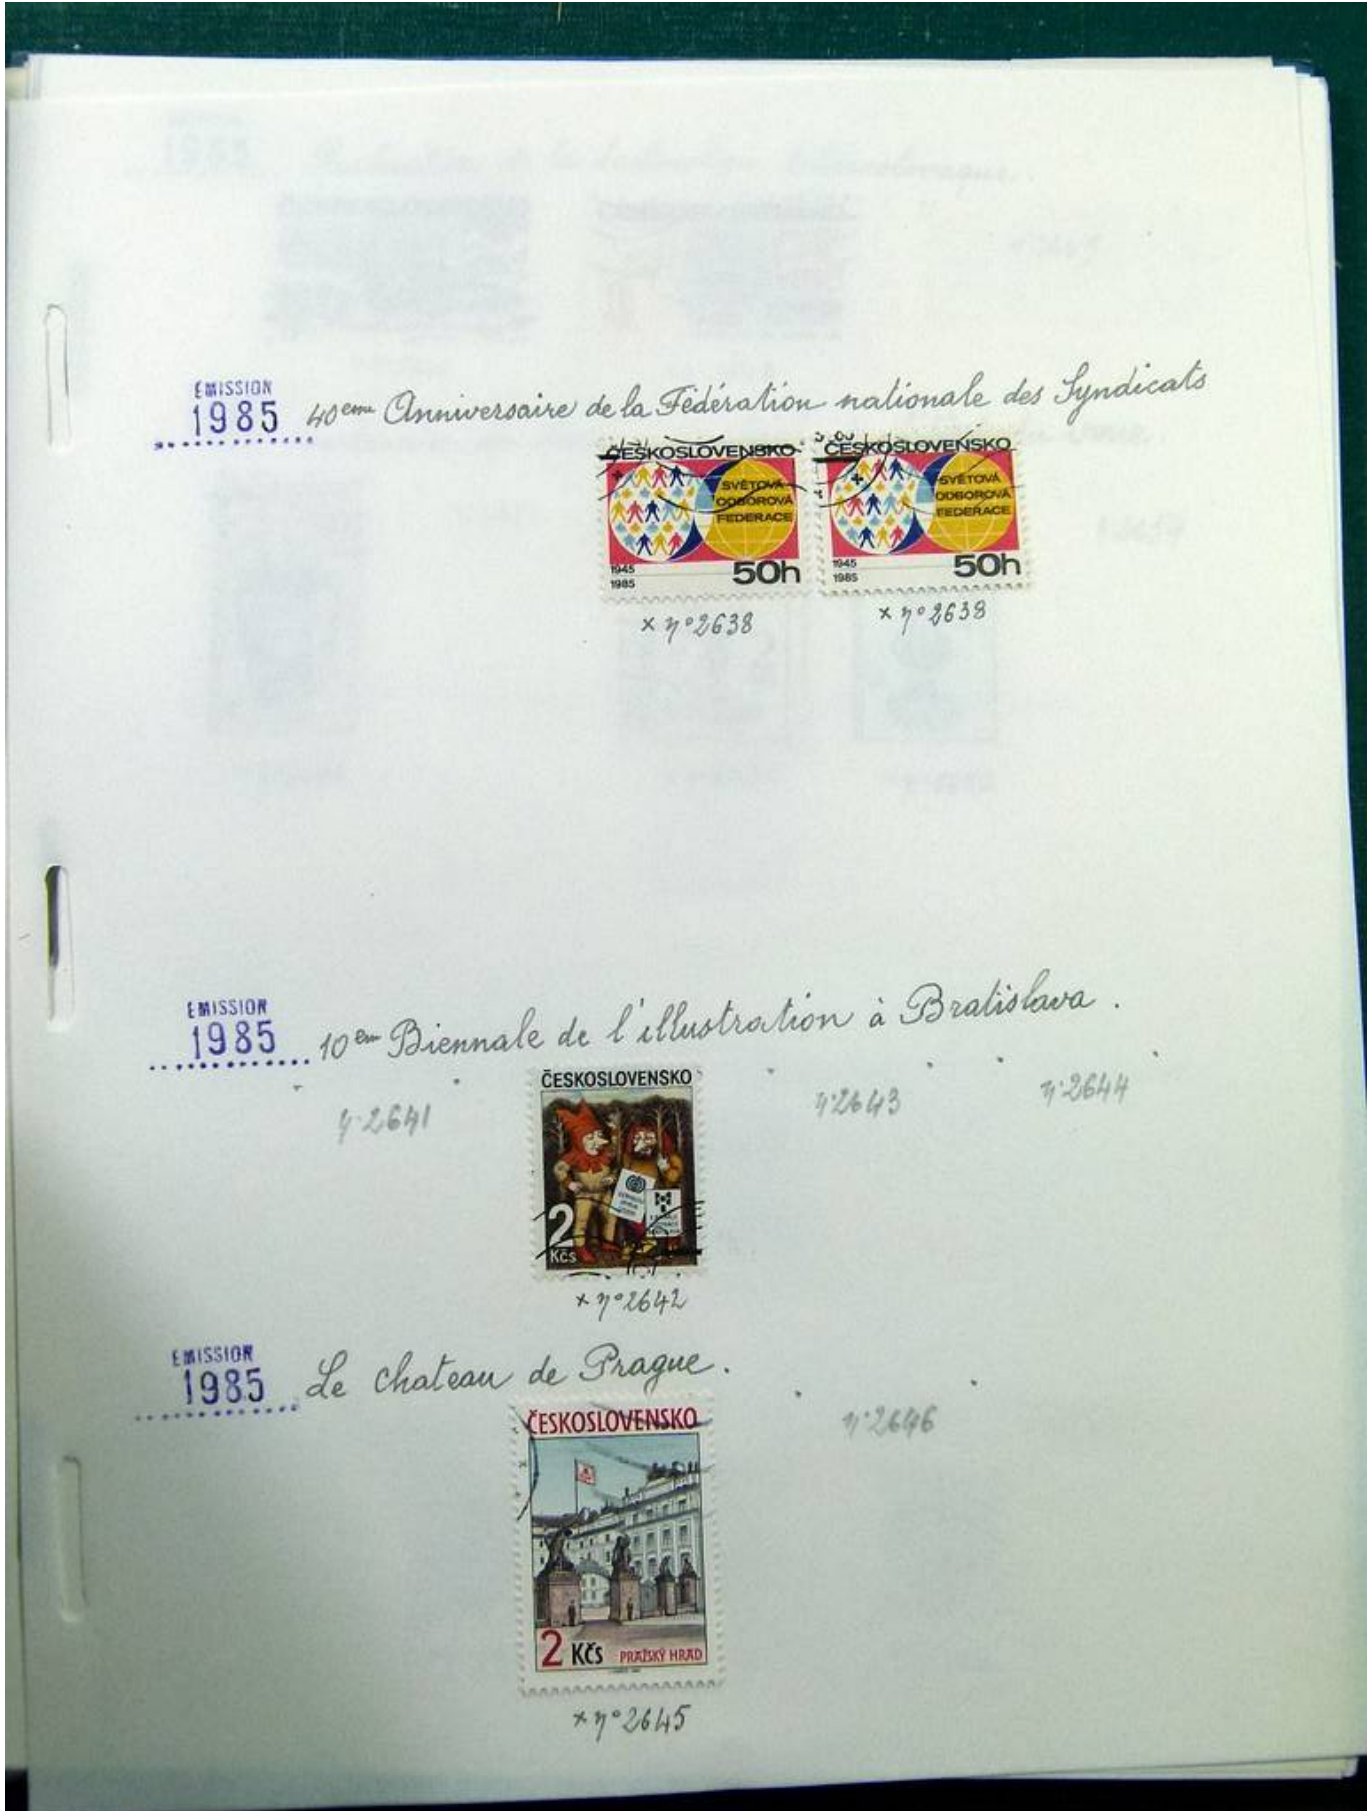 EMISSION
1985 40eme Anniversaire de la Fédération nationale des Syndicats
ČESKOSLOVENSKO
SVĚTOVÁ
ODBOROVÁ
FEDERACE
1945
1985
50h
x n°2638
ČESKOSLOVENSKO
SVĚTOVÁ
ODBOROVÁ
FEDERACE
1945
1985
50h
x n°2638
EMISSION
1985 10em Biennale de l'illustration à Bratislava.
n°2641
ČESKOSLOVENSKO
2
Kčs
x n°2642
n°2643
n°2644
EMISSION
1985 Le chateau de Prague.
ČESKOSLOVENSKO
2 Kčs PRAŽSKÝ HRAD
x n°2645
n°2646